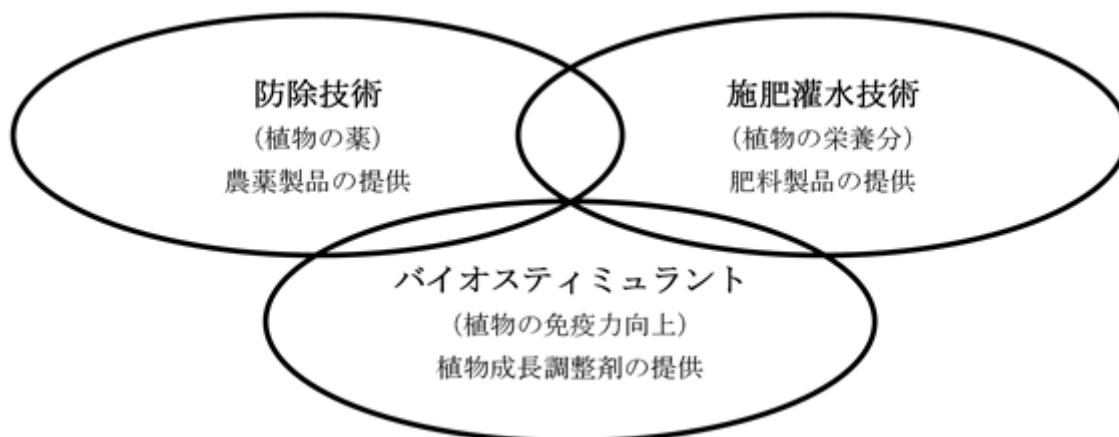 防除技術
(植物の薬)
農薬製品の提供
施肥灌水技術
(植物の栄養分)
肥料製品の提供
バイオスティミュラント
(植物の免疫力向上)
植物成長調整剤の提供